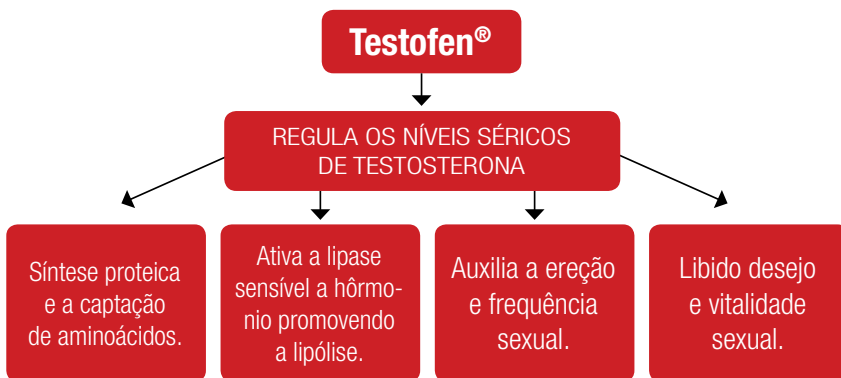 Testofen®
REGULA OS NÍVEIS SÉRICOS
DE TESTOSTERONA
Síntese proteica
e a captação
de aminoácidos.
Ativa a lipase
sensível a hôrmo-
nio promovendo
a lipólise.
Auxilia a ereção
e frequência
sexual.
Libido desejo
e vitalidade
sexual.